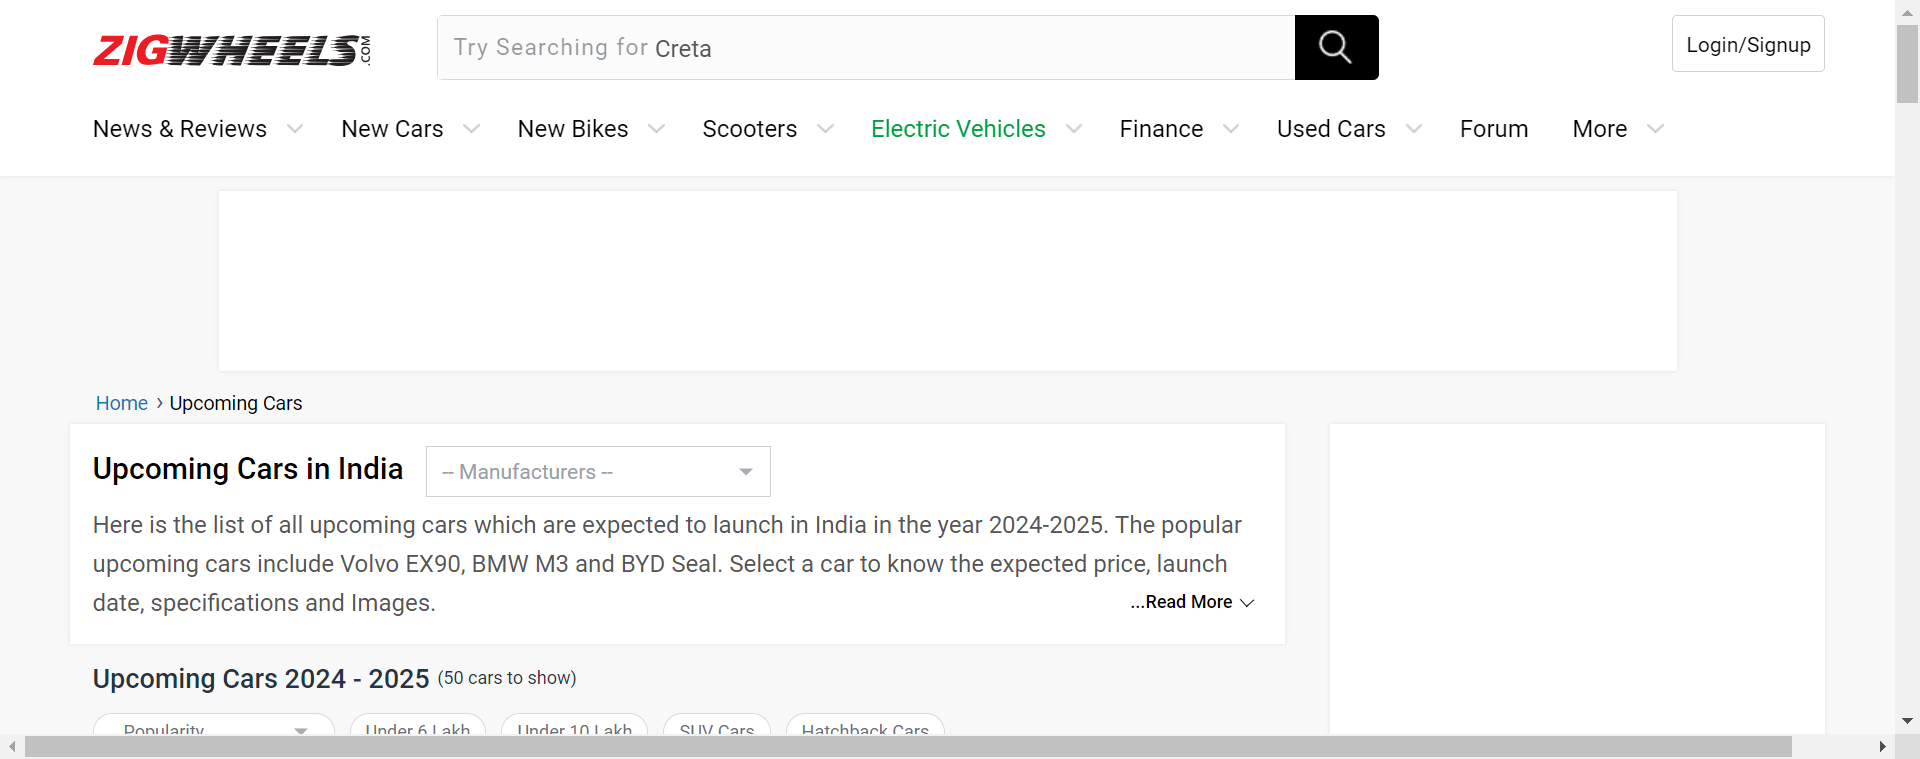 ZIGWHEELS.COM
Try Searching for Creta
Login/Signup
News & Reviews New Cars New Bikes Scooters Electric Vehicles Finance Used Cars Forum More
Home › Upcoming Cars
Upcoming Cars in India
-- Manufacturers --
Here is the list of all upcoming cars which are expected to launch in India in the year 2024-2025. The popular
upcoming cars include Volvo EX90, BMW M3 and BYD Seal. Select a car to know the expected price, launch
date, specifications and Images.
...Read More
Upcoming Cars 2024 - 2025 (50 cars to show)
Popularity Under 6 Lakh Under 10 Lakh SUV Cars Hatchback Cars